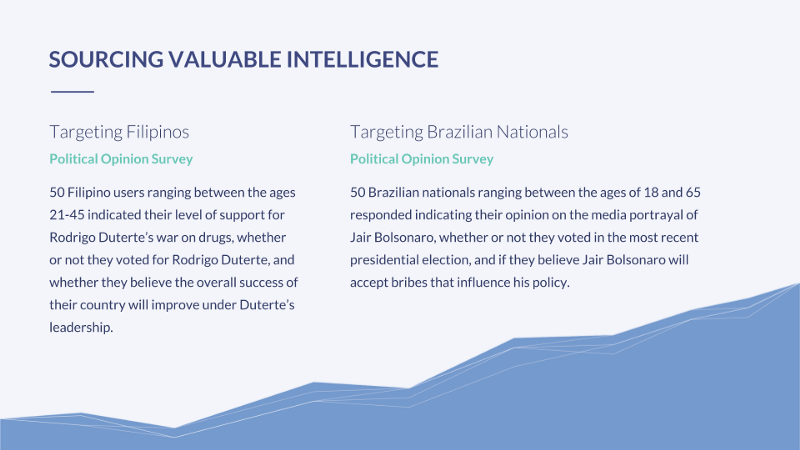 SOURCING VALUABLE INTELLIGENCE
Targeting Filipinos
Political Opinion Survey
50 Filipino users ranging between the ages
21-45 indicated their level of support for
Rodrigo Duterte’s war on drugs, whether
or not they voted for Rodrigo Duterte, and
whether they believe the overall success of
their country will improve under Duterte’s
leadership.
Targeting Brazilian Nationals
Political Opinion Survey
50 Brazilian nationals ranging between the ages of 18 and 65
responded indicating their opinion on the media portrayal of
Jair Bolsonaro, whether or not they voted in the most recent
presidential election, and if they believe Jair Bolsonaro will
accept bribes that influence his policy.